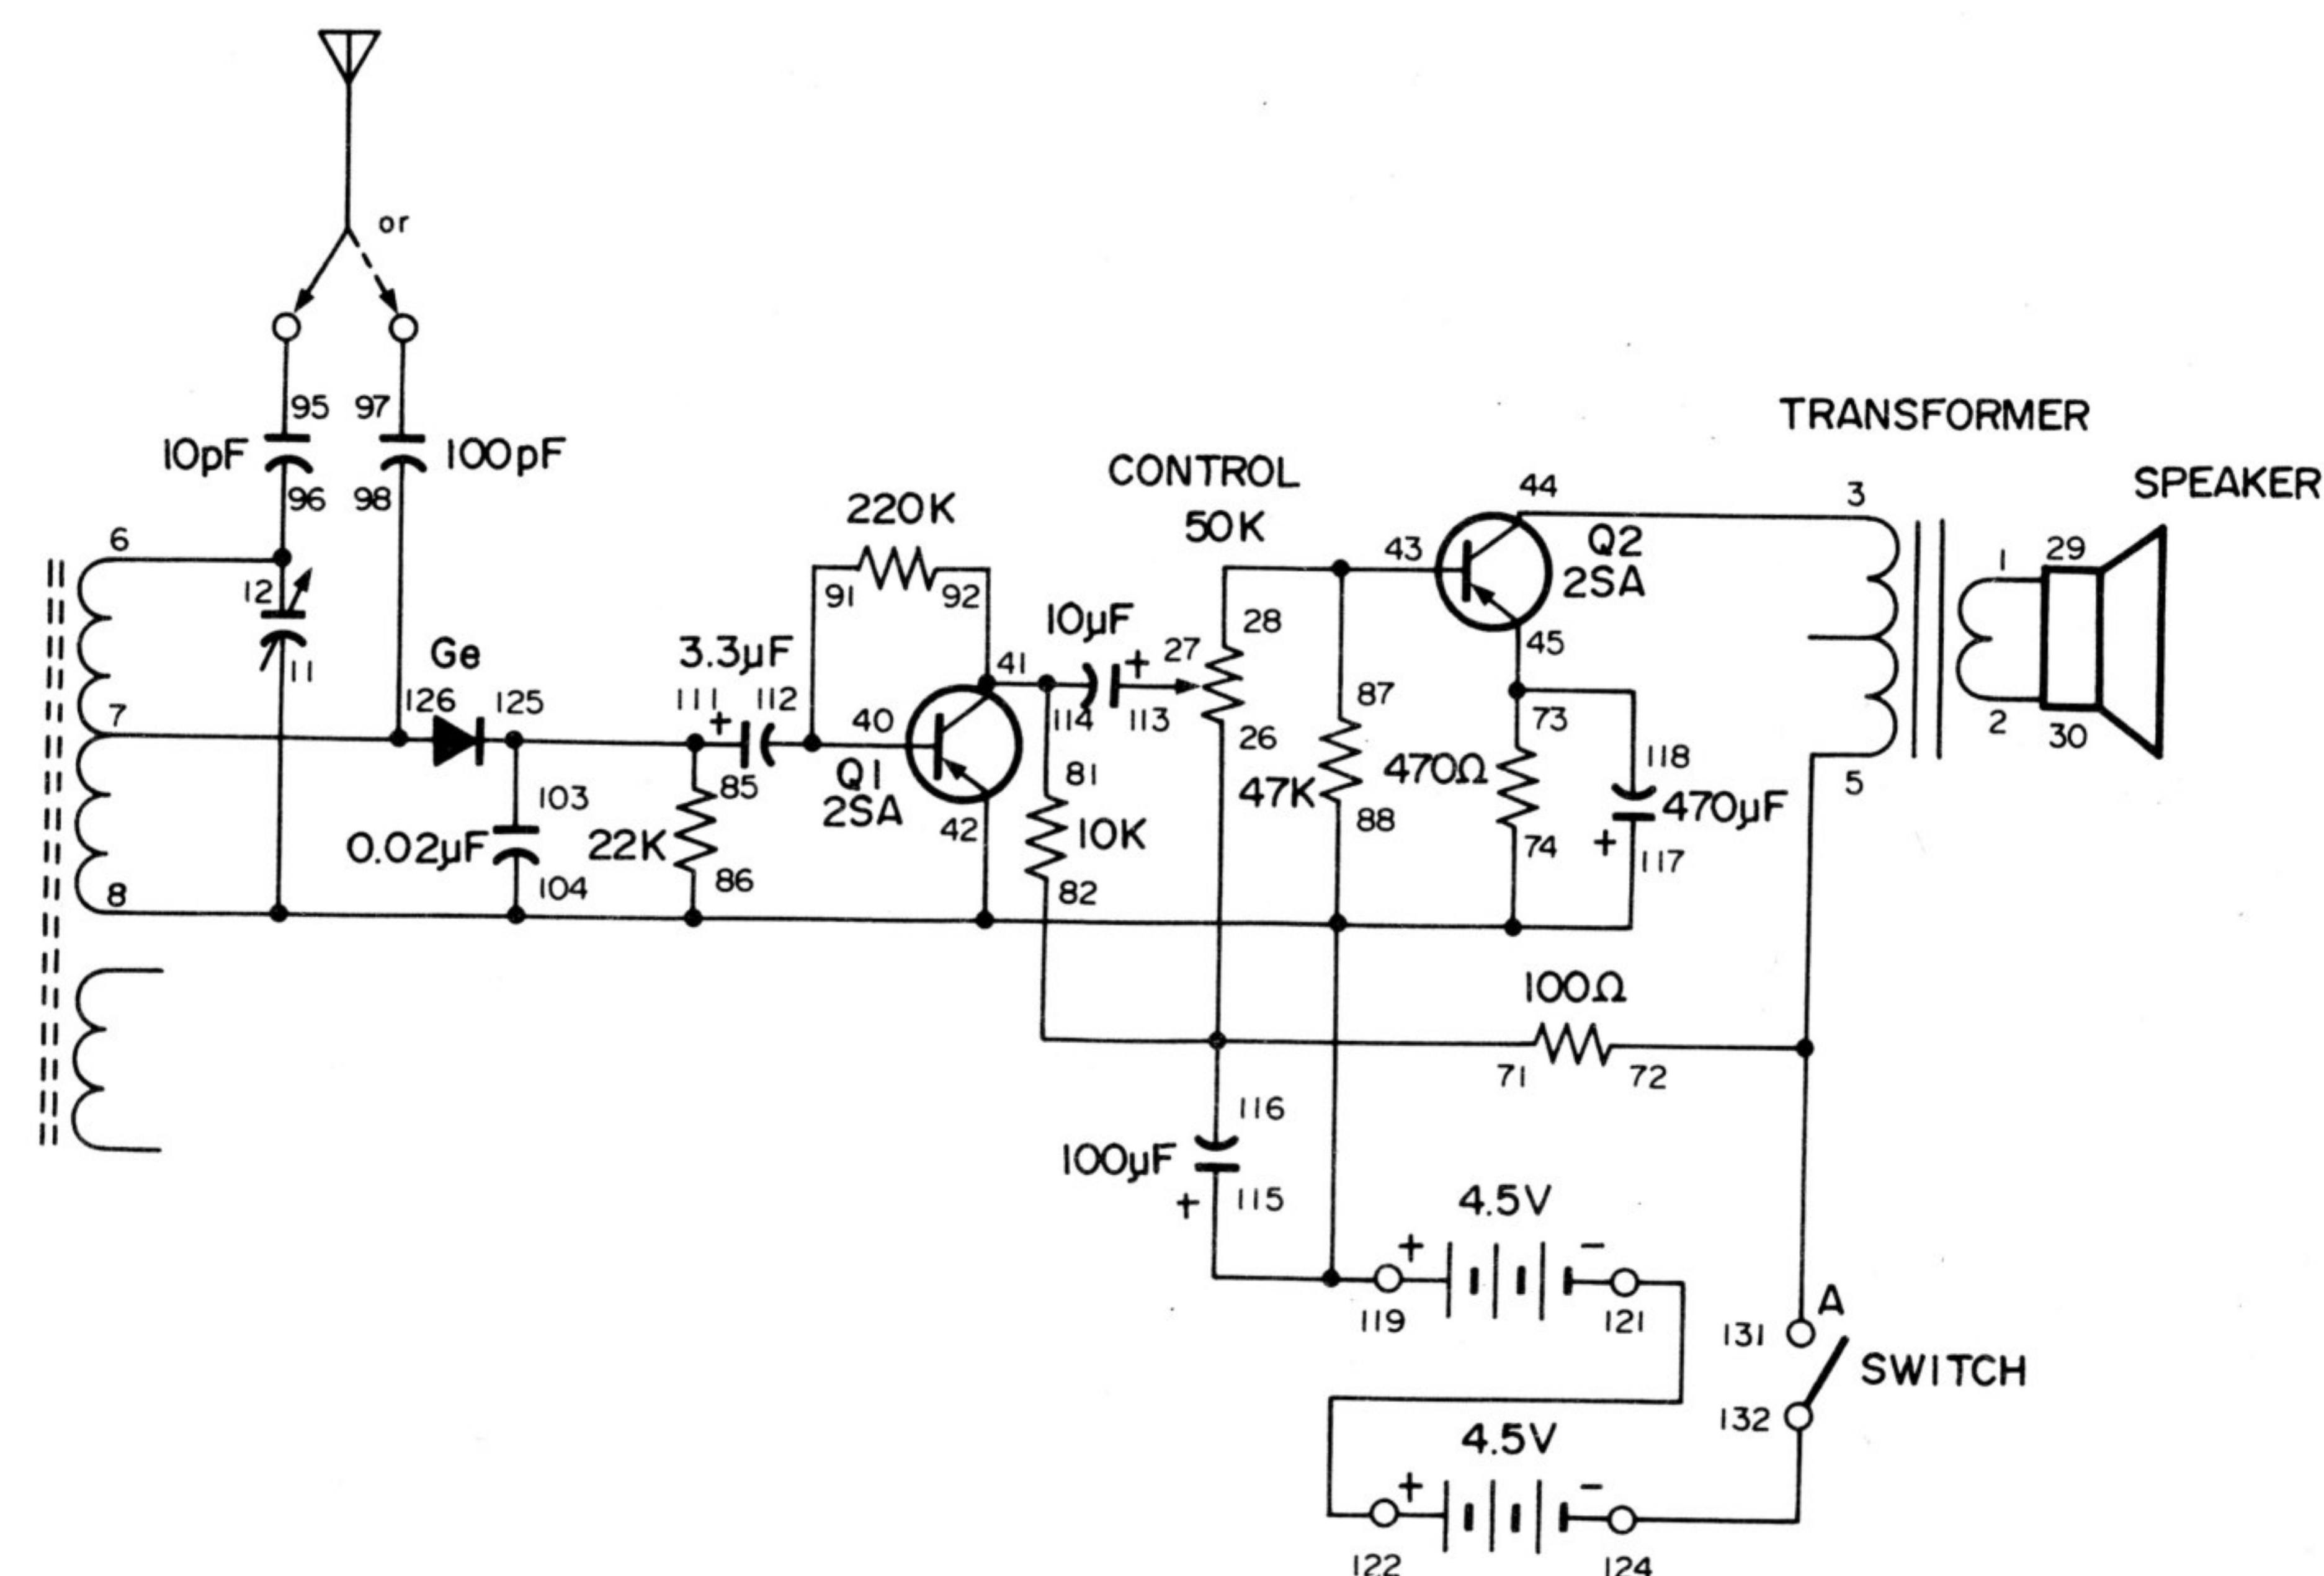 or
95 97
10pF 100pF
96 98
TRANSFORMER
SPEAKER
CONTROL
50K
44
3
220K
43
Q2
2SA
6
12
91 92
1 29
28
10µF
+
27
45
Ge
3.3µF
41
11
126 125
111 + 112
7
40
114 113
87
73
2 30
26
118
5
Q1
2SA
85
81
47K
470Ω
470µF
103
0.02µF
22K
42
10K
88
74
+
117
104
86
82
8
100Ω
71 72
116
100µF
115
+
4.5V
+ −
119 121
A
131
SWITCH
132
4.5V
+ −
122 124